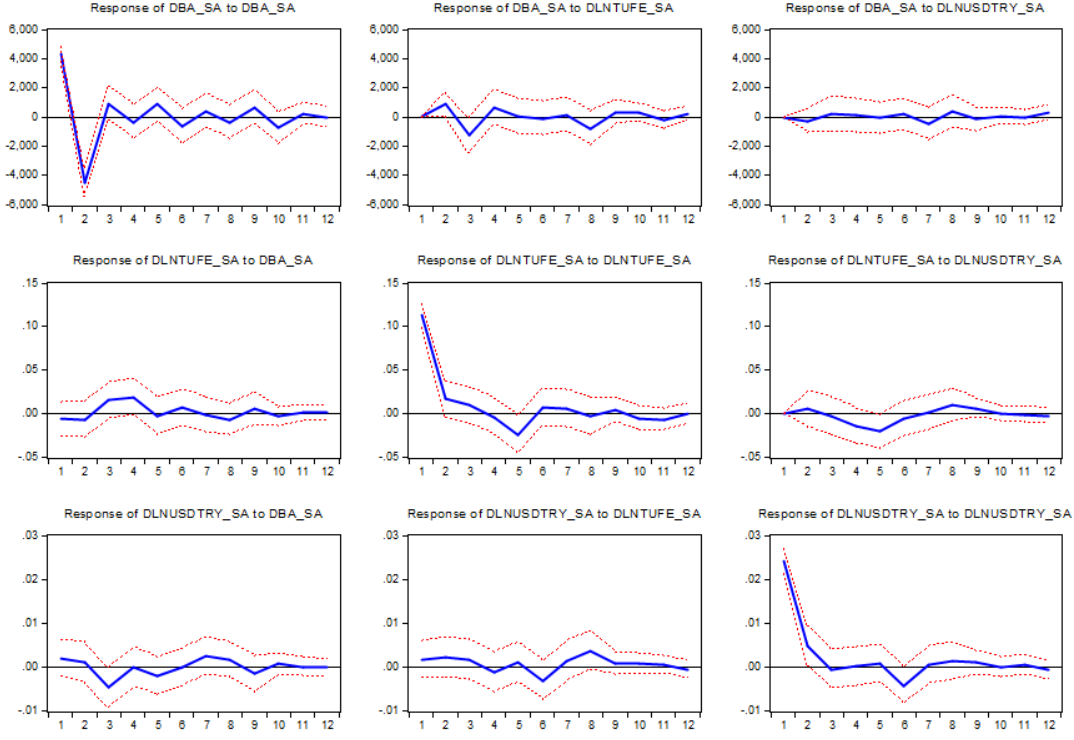 Response of DBA_SA to DBA_SA
6,000
4,000
2,000
0
-2,000
-4,000
-6,000
1 2 3 4 5 6 7 8 9 10 11 12
Response of DBA_SA to DLNTUFE_SA
6,000
4,000
2,000
0
-2,000
-4,000
-6,000
1 2 3 4 5 6 7 8 9 10 11 12
Response of DBA_SA to DLNUSDTRY_SA
6,000
4,000
2,000
0
-2,000
-4,000
-6,000
1 2 3 4 5 6 7 8 9 10 11 12
Response of DLNTUFE_SA to DBA_SA
.15
.10
.05
.00
-.05
1 2 3 4 5 6 7 8 9 10 11 12
Response of DLNTUFE_SA to DLNTUFE_SA
.15
.10
.05
.00
-.05
1 2 3 4 5 6 7 8 9 10 11 12
Response of DLNTUFE_SA to DLNUSDTRY_SA
.15
.10
.05
.00
-.05
1 2 3 4 5 6 7 8 9 10 11 12
Response of DLNUSDTRY_SA to DBA_SA
.03
.02
.01
.00
-.01
1 2 3 4 5 6 7 8 9 10 11 12
Response of DLNUSDTRY_SA to DLNTUFE_SA
.03
.02
.01
.00
-.01
1 2 3 4 5 6 7 8 9 10 11 12
Response of DLNUSDTRY_SA to DLNUSDTRY_SA
.03
.02
.01
.00
-.01
1 2 3 4 5 6 7 8 9 10 11 12